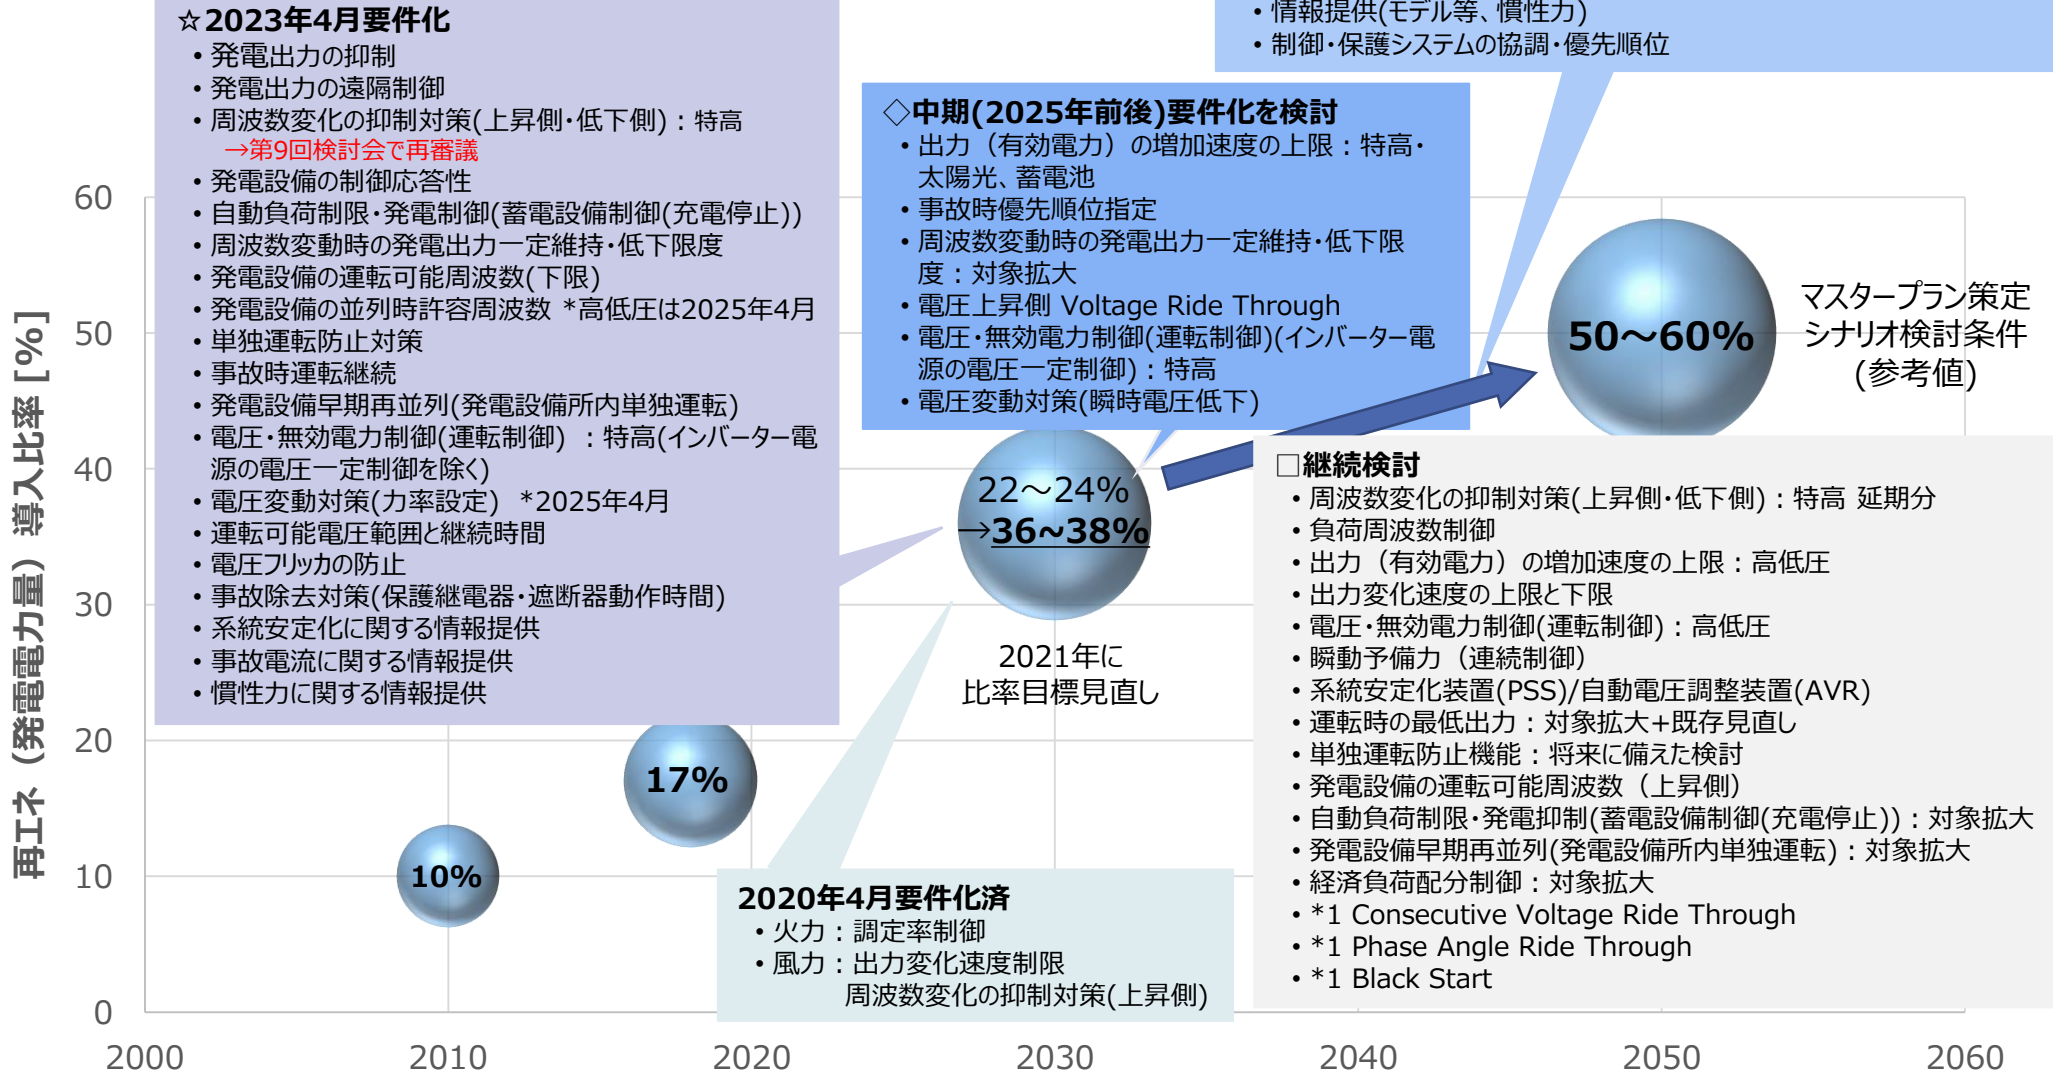 ☆2023年4月要件化
• 発電出力の抑制
• 発電出力の遠隔制御
• 周波数変化の抑制対策(上昇側・低下側)：特高
→第9回検討会で再審議
• 発電設備の制御応答性
• 自動負荷制限・発電制御(蓄電設備制御(充電停止))
• 周波数変動時の発電出力一定維持・低下限度
• 発電設備の運転可能周波数(下限)
• 発電設備の並列時許容周波数 *高低圧は2025年4月
• 単独運転防止対策
• 事故時運転継続
• 発電設備早期再並列(発電設備所内単独運転)
• 電圧・無効電力制御(運転制御) ：特高(インバーター電
源の電圧一定制御を除く)
• 電圧変動対策(力率設定) *2025年4月
• 運転可能電圧範囲と継続時間
• 電圧フリッカの防止
• 事故除去対策(保護継電器・遮断器動作時間)
• 系統安定化に関する情報提供
• 事故電流に関する情報提供
• 慣性力に関する情報提供
• 情報提供(モデル等、慣性力)
• 制御・保護システムの協調・優先順位
◇中期(2025年前後)要件化を検討
• 出力（有効電力）の増加速度の上限：特高・
太陽光、蓄電池
• 事故時優先順位指定
• 周波数変動時の発電出力一定維持・低下限
度：対象拡大
• 電圧上昇側 Voltage Ride Through
• 電圧・無効電力制御(運転制御)(インバーター電
源の電圧一定制御)：特高
• 電圧変動対策(瞬時電圧低下)
50～60%
マスタープラン策定
シナリオ検討条件
(参考値)
22～24%
→36~38%
2021年に
比率目標見直し
17%
10%
2020年4月要件化済
• 火力：調定率制御
• 風力：出力変化速度制限
周波数変化の抑制対策(上昇側)
□継続検討
• 周波数変化の抑制対策(上昇側・低下側)：特高 延期分
• 負荷周波数制御
• 出力（有効電力）の増加速度の上限：高低圧
• 出力変化速度の上限と下限
• 電圧・無効電力制御(運転制御)：高低圧
• 瞬動予備力（連続制御）
• 系統安定化装置(PSS)/自動電圧調整装置(AVR)
• 運転時の最低出力：対象拡大+既存見直し
• 単独運転防止機能：将来に備えた検討
• 発電設備の運転可能周波数（上昇側）
• 自動負荷制限・発電抑制(蓄電設備制御(充電停止))：対象拡大
• 発電設備早期再並列(発電設備所内単独運転)：対象拡大
• 経済負荷配分制御：対象拡大
• *1 Consecutive Voltage Ride Through
• *1 Phase Angle Ride Through
• *1 Black Start
再エネ（発電電力量）導入比率 [%]
60
50
40
30
20
10
0
2000
2010
2020
2030
2040
2050
2060